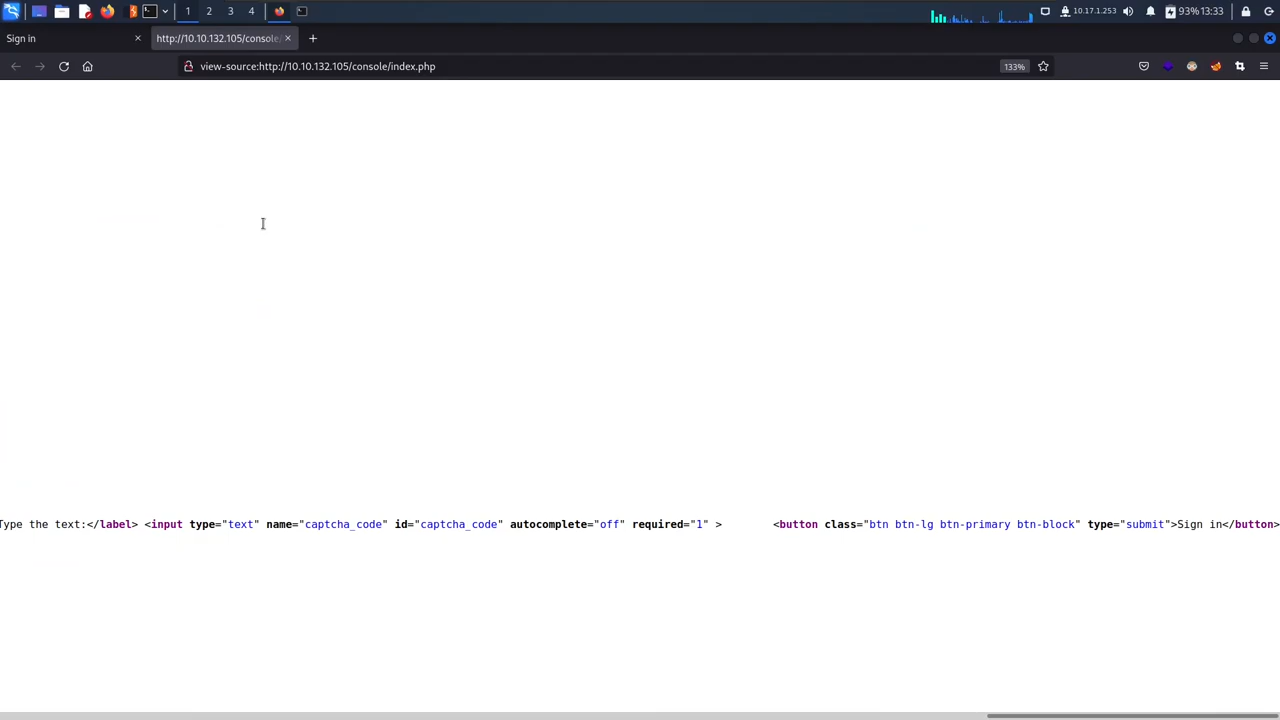 1 2 3 4 10.17.1.253 93% 13:33
Sign in http://10.10.132.105/console/
view-source:http://10.10.132.105/console/index.php 133%
Type the text:</label> <input type="text" name="captcha_code" id="captcha_code" autocomplete="off" required="1" > <button class="btn btn-lg btn-primary btn-block" type="submit">Sign in</button>